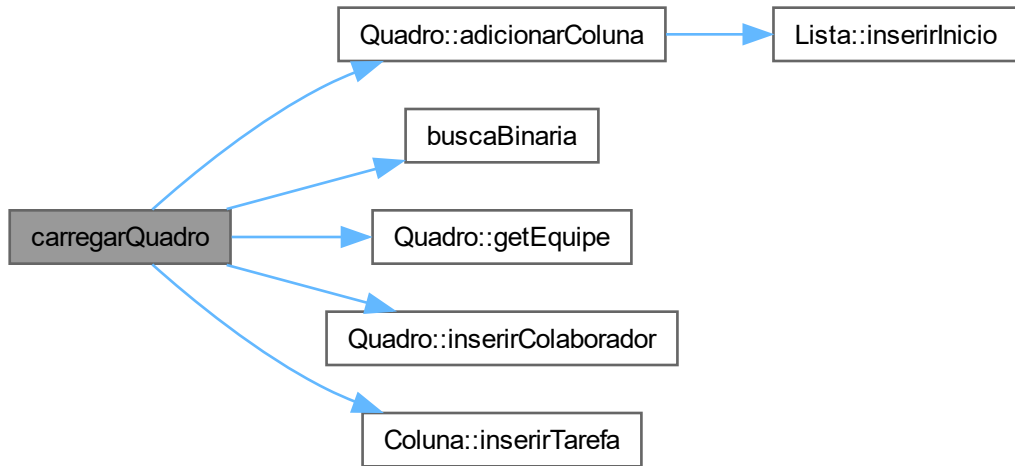 Quadro::adicionarColuna
Lista::inserirInicio
buscaBinaria
carregarQuadro
Quadro::getEquipe
Quadro::inserirColaborador
Coluna::inserirTarefa